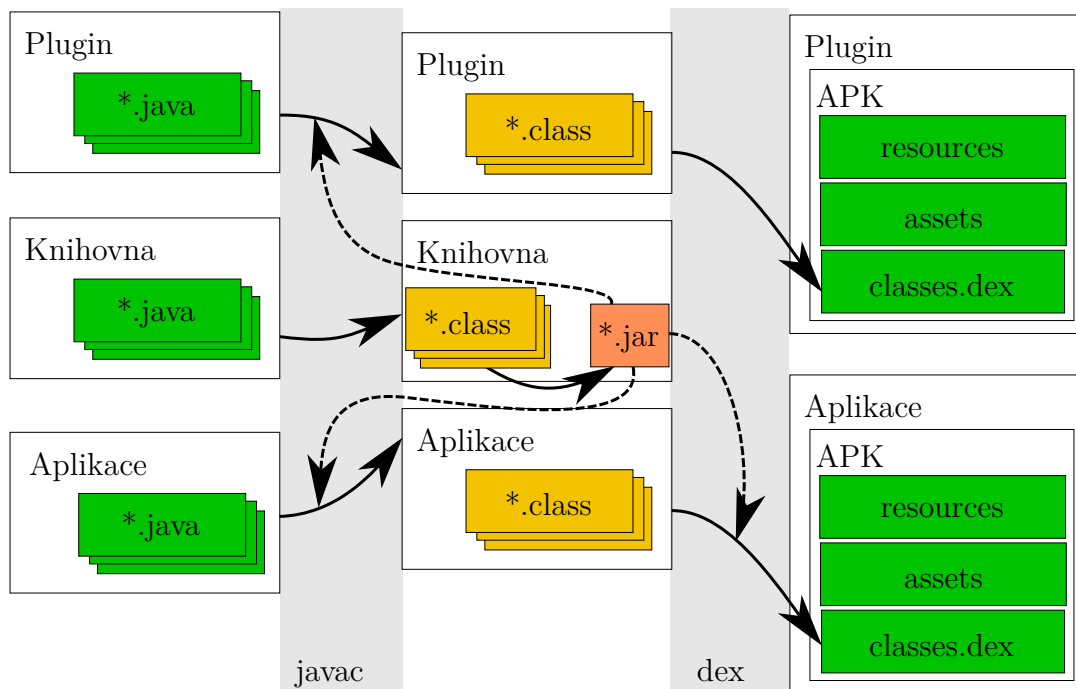 Plugin
*.java
Knihovna
*.java
Aplikace
*.java
javac
Plugin
*.class
Knihovna
*.class
*.jar
Aplikace
*.class
dex
Plugin
APK
resources
assets
classes.dex
Aplikace
APK
resources
assets
classes.dex